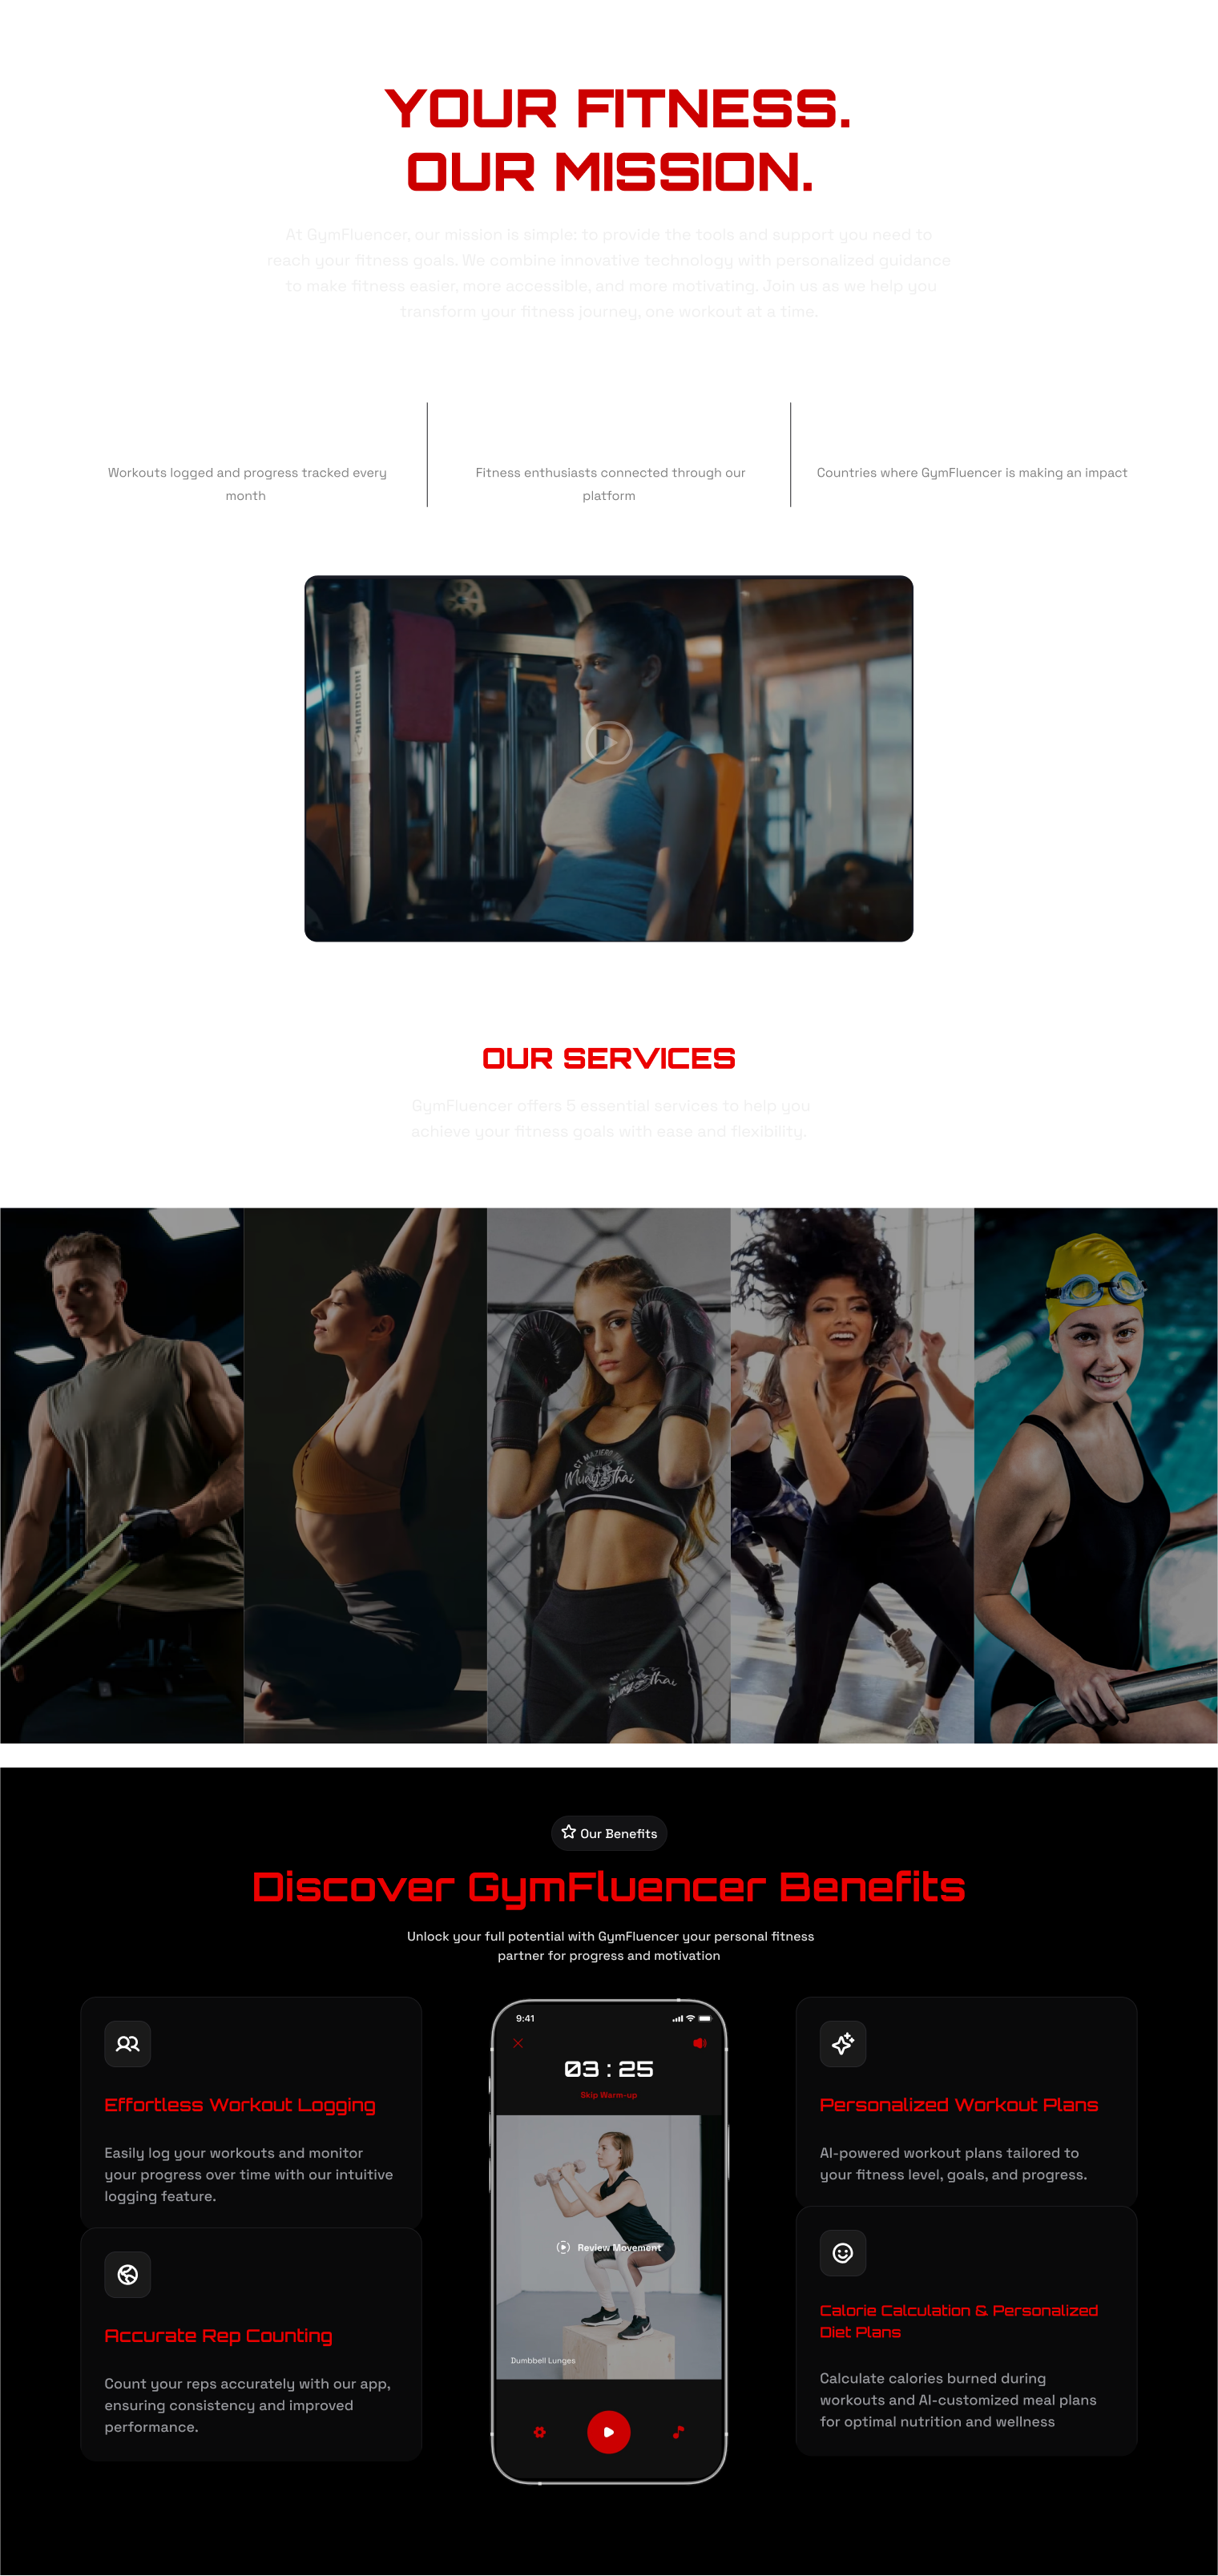 YOUR FITNESS.
OUR MISSION.
At GymFluencer, our mission is simple: to provide the tools and support you need to
reach your fitness goals. We combine innovative technology with personalized guidance
to make fitness easier, more accessible, and more motivating. Join us as we help you
transform your fitness journey, one workout at a time.
Workouts logged and progress tracked every
month
Fitness enthusiasts connected through our
platform
Countries where GymFluencer is making an impact
HARDCORE
OUR SERVICES
GymFluencer offers 5 essential services to help you
achieve your fitness goals with ease and flexibility.
Muay Thai
Our Benefits
Discover GymFluencer Benefits
Unlock your full potential with GymFluencer your personal fitness
partner for progress and motivation
Effortless Workout Logging
Easily log your workouts and monitor
your progress over time with our intuitive
logging feature.
Accurate Rep Counting
Count your reps accurately with our app,
ensuring consistency and improved
performance.
9:41
03 : 25
Skip Warm-up
Review Movement
Dumbbell Lunges
Personalized Workout Plans
AI-powered workout plans tailored to
your fitness level, goals, and progress.
Calorie Calculation & Personalized
Diet Plans
Calculate calories burned during
workouts and AI-customized meal plans
for optimal nutrition and wellness